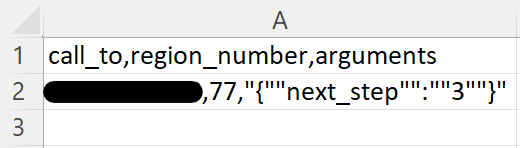 A
1 call_to,region_number,arguments
2 ,77,"{""next_step"":""3""}"
3